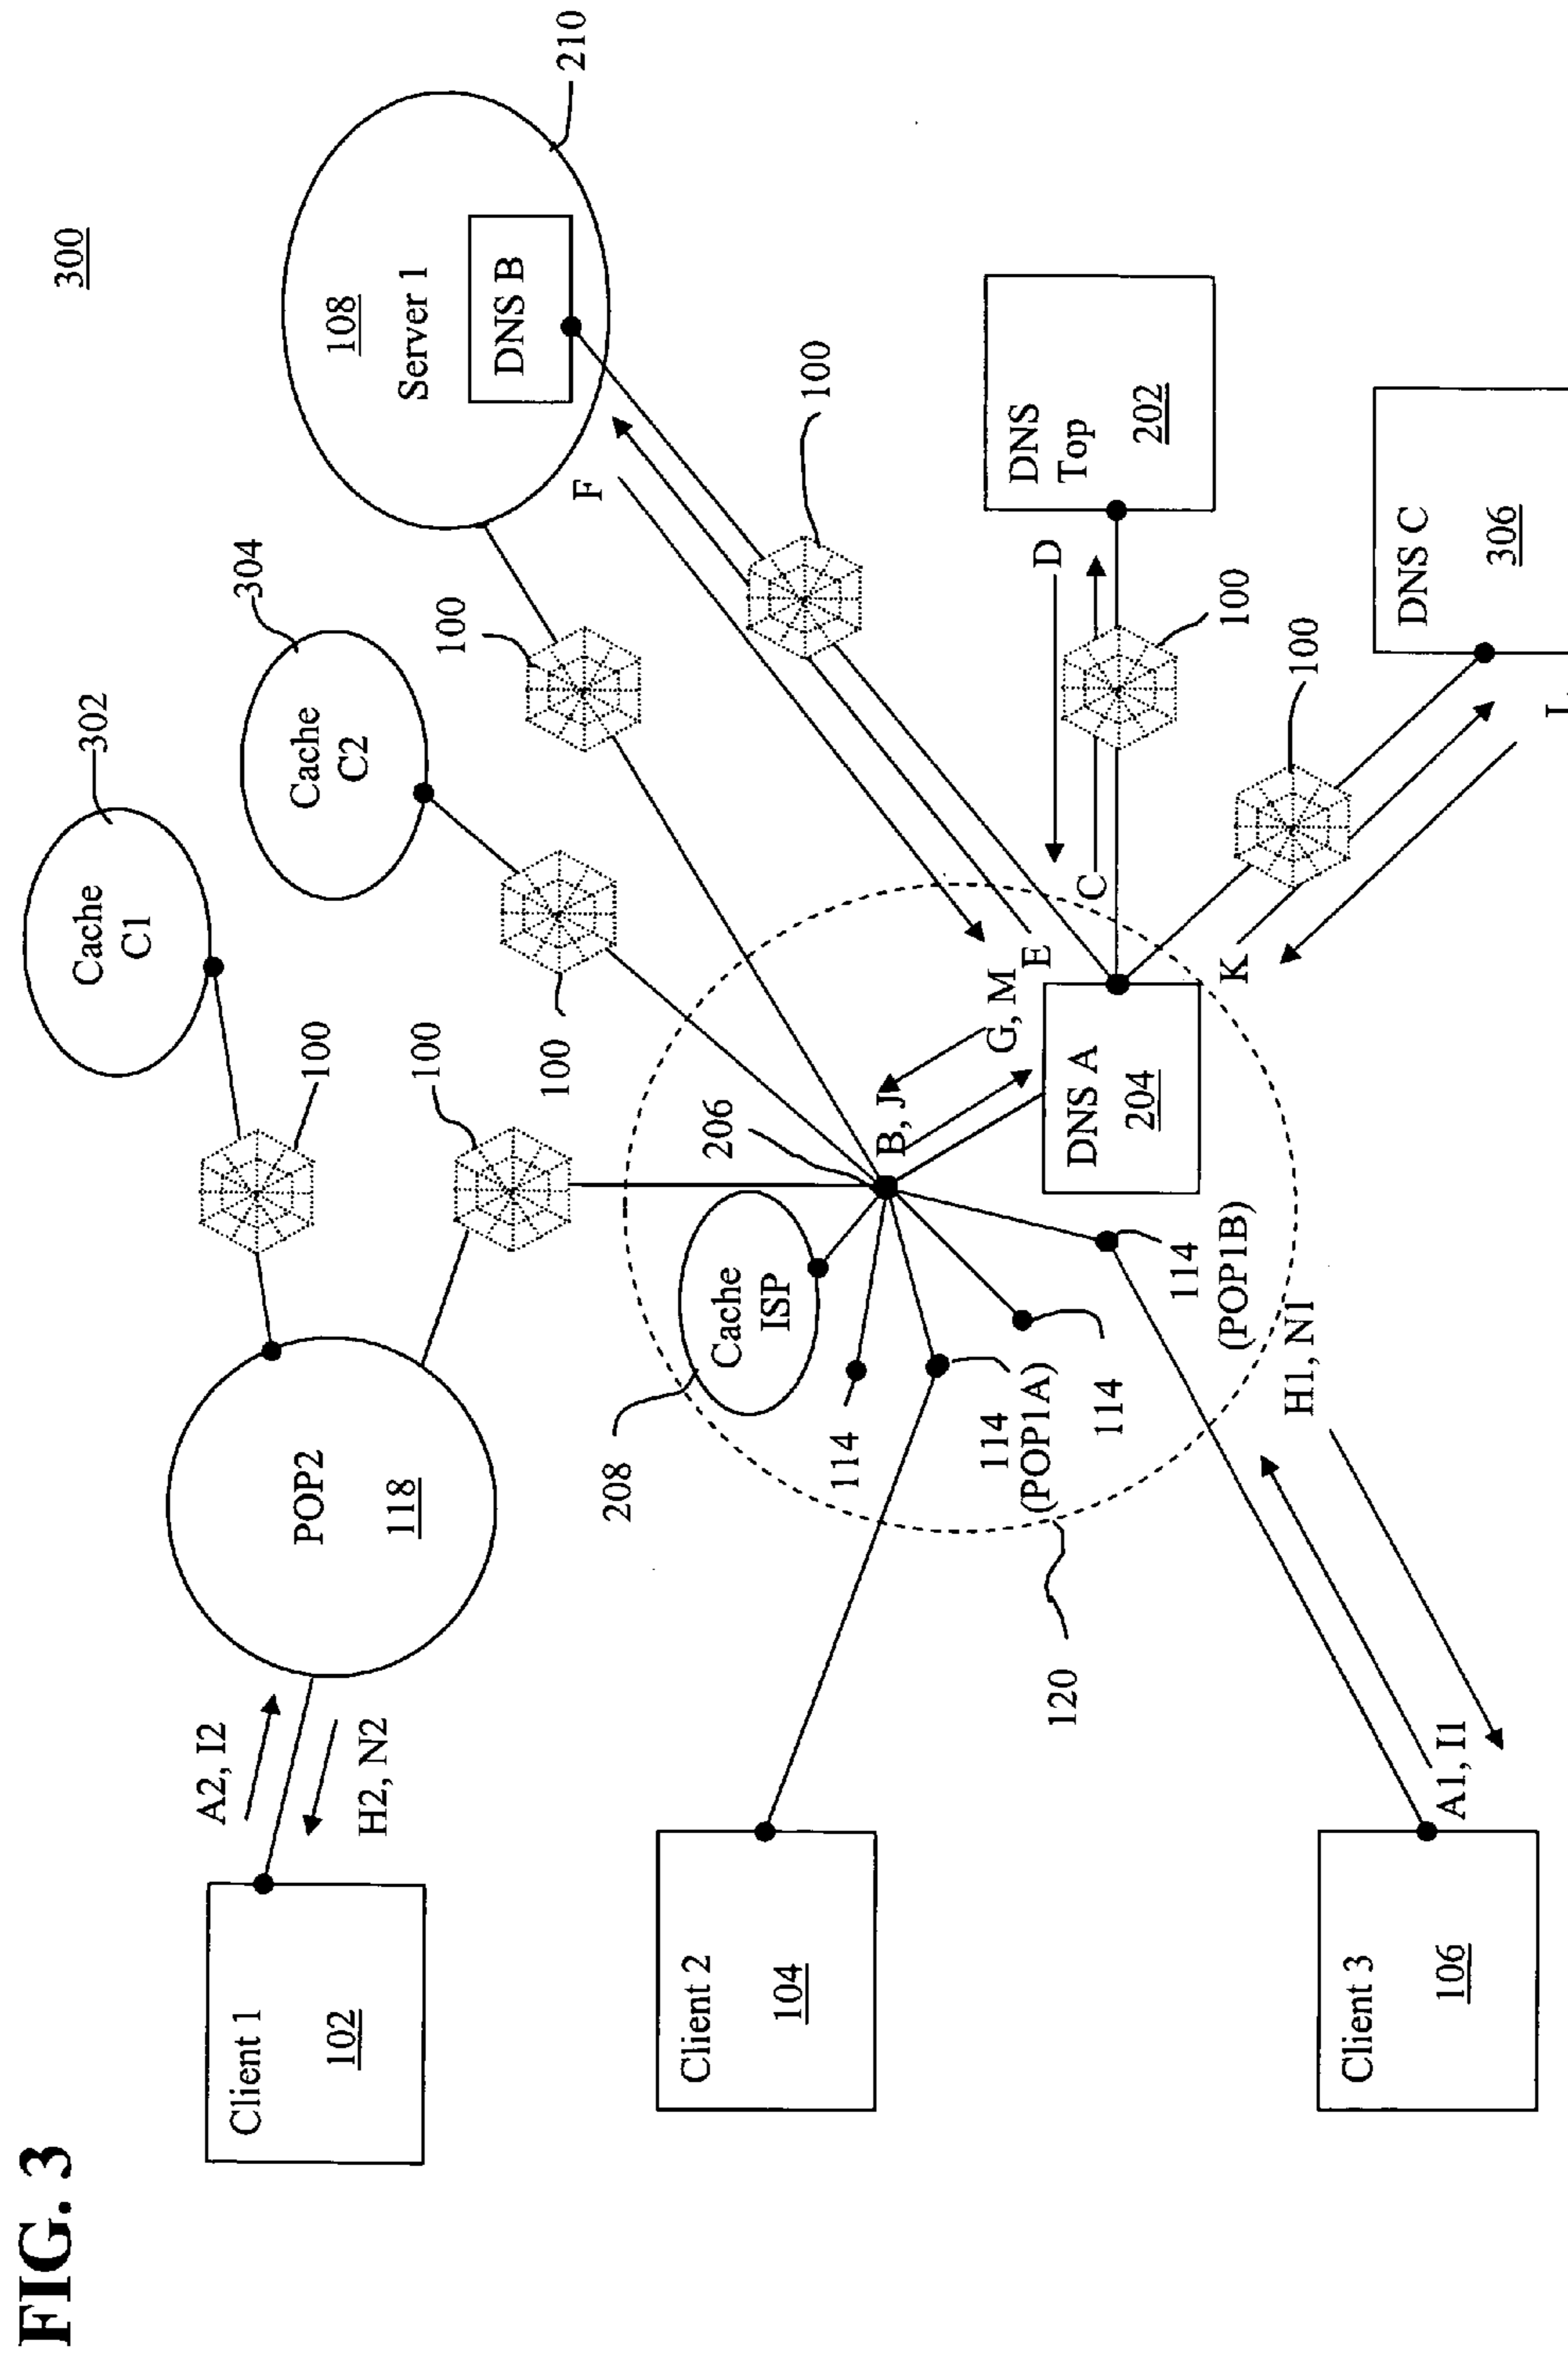 FIG. 3
300
Client 1
102
A2, I2
H2, N2
POP2
118
100
100
Cache
C1
302
Cache
C2
304
100
100
108
Server 1
DNS B
210
Client 2
104
208
Cache
ISP
206
114
114
(POP1A)
114
114
(POP1B)
120
B, J
G, M
DNS A
204
E
F
100
C
D
100
DNS
Top
202
K
100
DNS C
306
Client 3
106
A1, I1
H1, N1